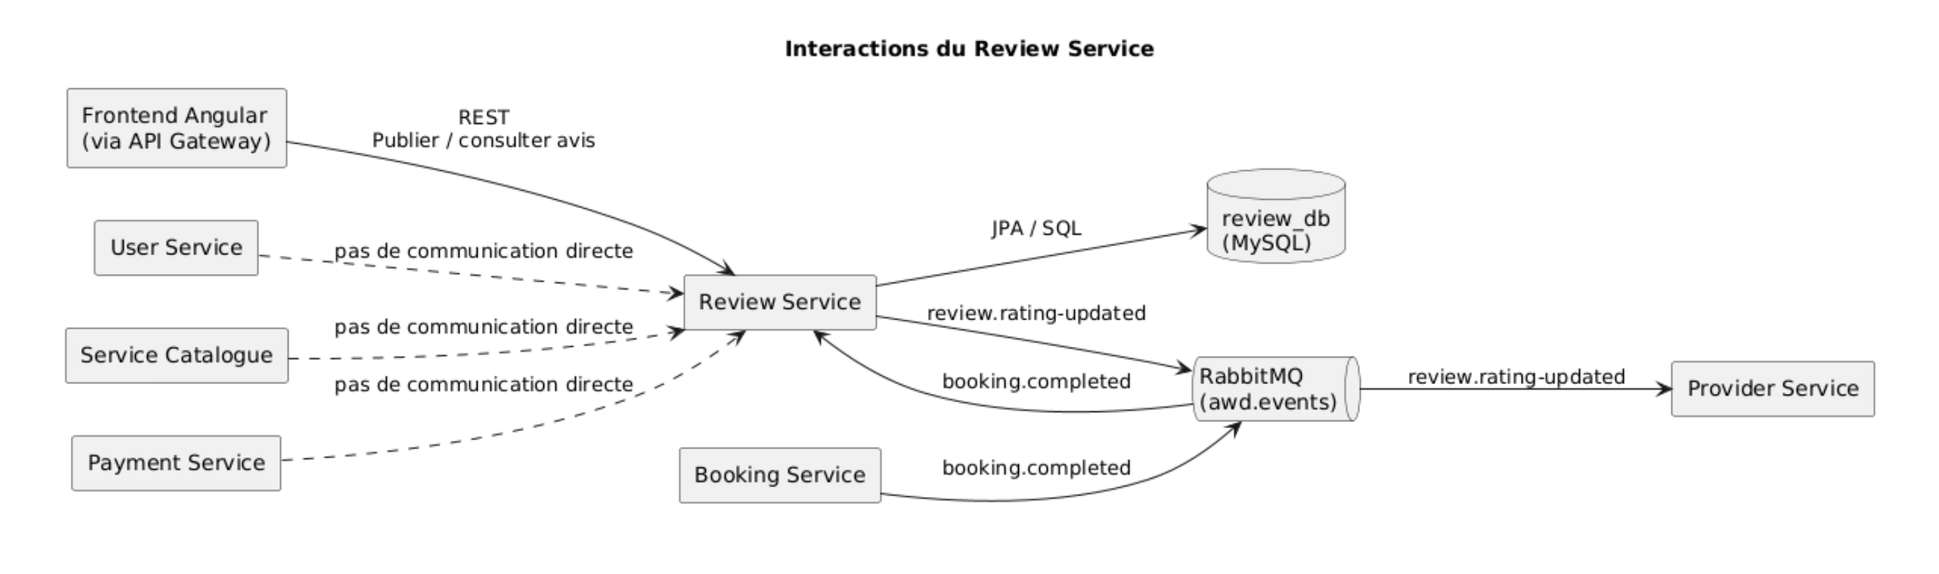 Interactions du Review Service
Frontend Angular
(via API Gateway)
REST
Publier / consulter avis
User Service
pas de communication directe
Service Catalogue
pas de communication directe
pas de communication directe
Payment Service
Review Service
JPA / SQL
review_db
(MySQL)
review.rating-updated
booking.completed
RabbitMQ
(awd.events)
review.rating-updated
Provider Service
Booking Service
booking.completed